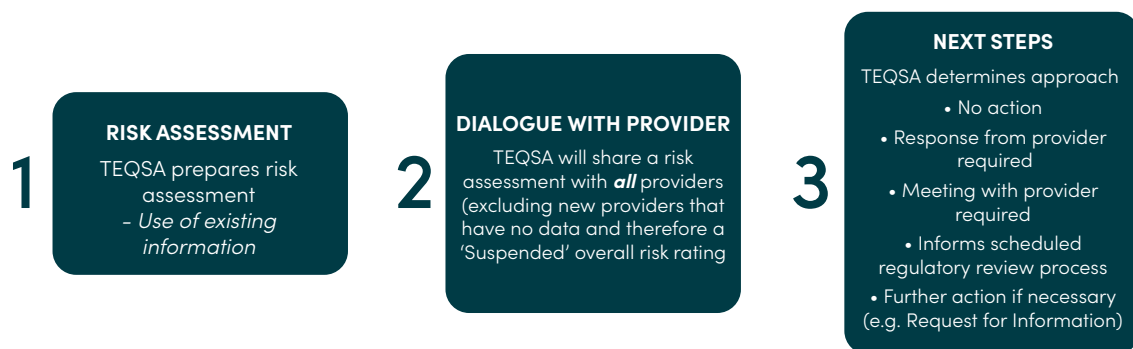 1
RISK ASSESSMENT
TEQSA prepares risk
assessment
- Use of existing
information
2
DIALOGUE WITH PROVIDER
TEQSA will share a risk
assessment with all providers
(excluding new providers that
have no data and therefore a
‘Suspended’ overall risk rating
3
NEXT STEPS
TEQSA determines approach
• No action
• Response from provider
required
• Meeting with provider
required
• Informs scheduled
regulatory review process
• Further action if necessary
(e.g. Request for Information)